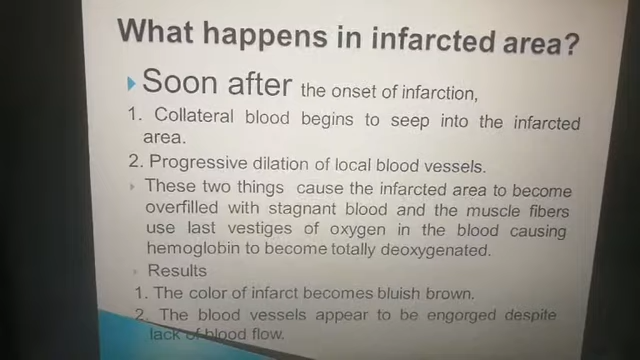 What happens in infarcted area?
Soon after the onset of infarction,
1. Collateral blood begins to seep into the infarcted
area.
2. Progressive dilation of local blood vessels.
These two things cause the infarcted area to become
overfilled with stagnant blood and the muscle fibers
use last vestiges of oxygen in the blood causing
hemoglobin to become totally deoxygenated.
Results
1. The color of infarct becomes bluish brown.
2. The blood vessels appear to be engorged despite
lack of blood flow.